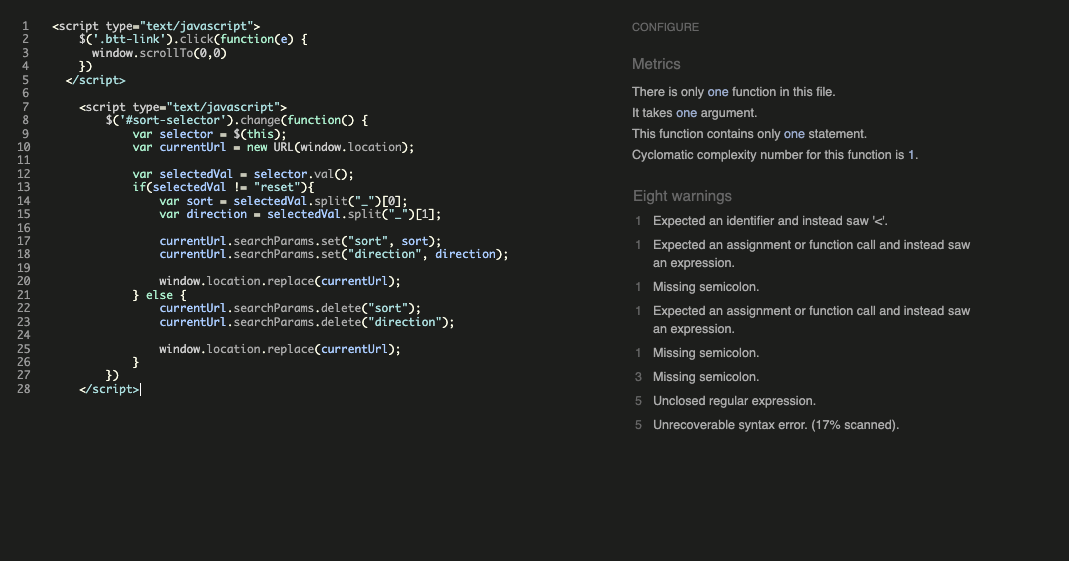 1 <script type="text/javascript">
2 $('.btt-link').click(function(e) {
3 window.scrollTo(0,0)
4 })
5 </script>
6
7 <script type="text/javascript">
8 $('#sort-selector').change(function() {
9 var selector = $(this);
10 var currentUrl = new URL(window.location);
11
12 var selectedVal = selector.val();
13 if(selectedVal != "reset"){
14 var sort = selectedVal.split("_")[0];
15 var direction = selectedVal.split("_")[1];
16
17 currentUrl.searchParams.set("sort", sort);
18 currentUrl.searchParams.set("direction", direction);
19
20 window.location.replace(currentUrl);
21 } else {
22 currentUrl.searchParams.delete("sort");
23 currentUrl.searchParams.delete("direction");
24
25 window.location.replace(currentUrl);
26 }
27 })
28 </script>
CONFIGURE
Metrics
There is only one function in this file.
It takes one argument.
This function contains only one statement.
Cyclomatic complexity number for this function is 1.
Eight warnings
1 Expected an identifier and instead saw '<'.
1 Expected an assignment or function call and instead saw
an expression.
1 Missing semicolon.
1 Expected an assignment or function call and instead saw
an expression.
1 Missing semicolon.
3 Missing semicolon.
5 Unclosed regular expression.
5 Unrecoverable syntax error. (17% scanned).